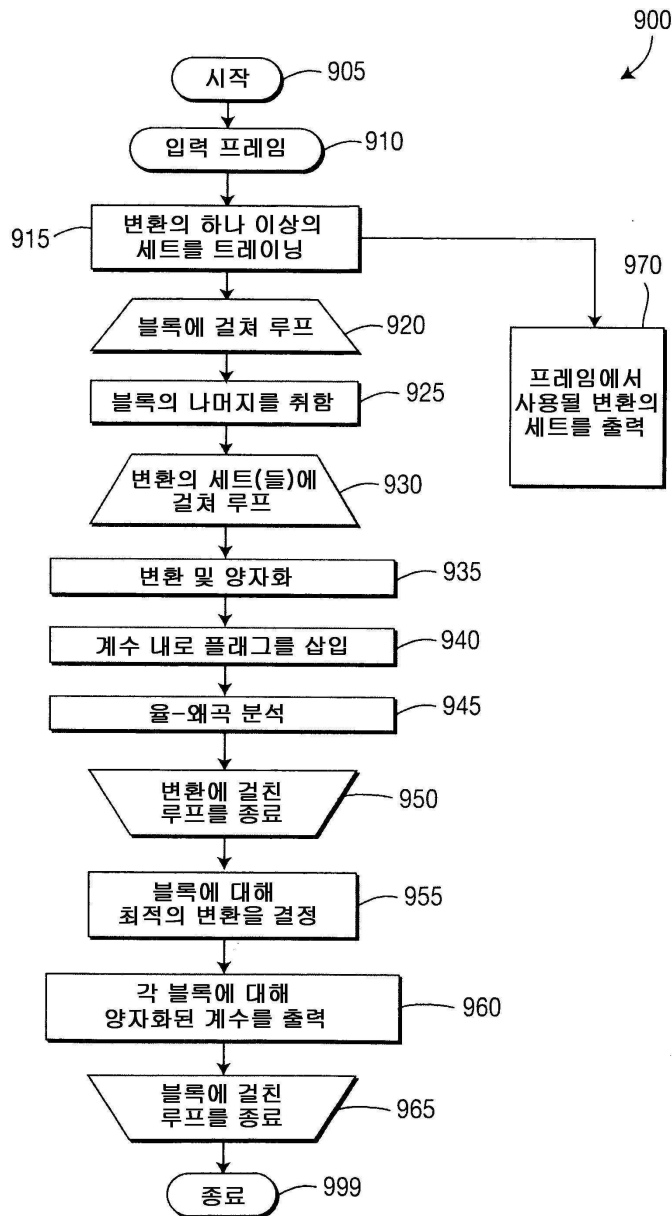 900
시작
905
입력 프레임
910
915
변환의 하나 이상의
세트를 트레이닝
970
프레임에서
사용될 변환의
세트를 출력
블록에 걸쳐 루프
920
블록의 나머지를 취함
925
변환의 세트(들)에
걸쳐 루프
930
변환 및 양자화
935
계수 내로 플래그를 삽입
940
율-왜곡 분석
945
변환에 걸친
루프를 종료
950
블록에 대해
최적의 변환을 결정
955
각 블록에 대해
양자화된 계수를 출력
960
블록에 걸친
루프를 종료
965
종료
999